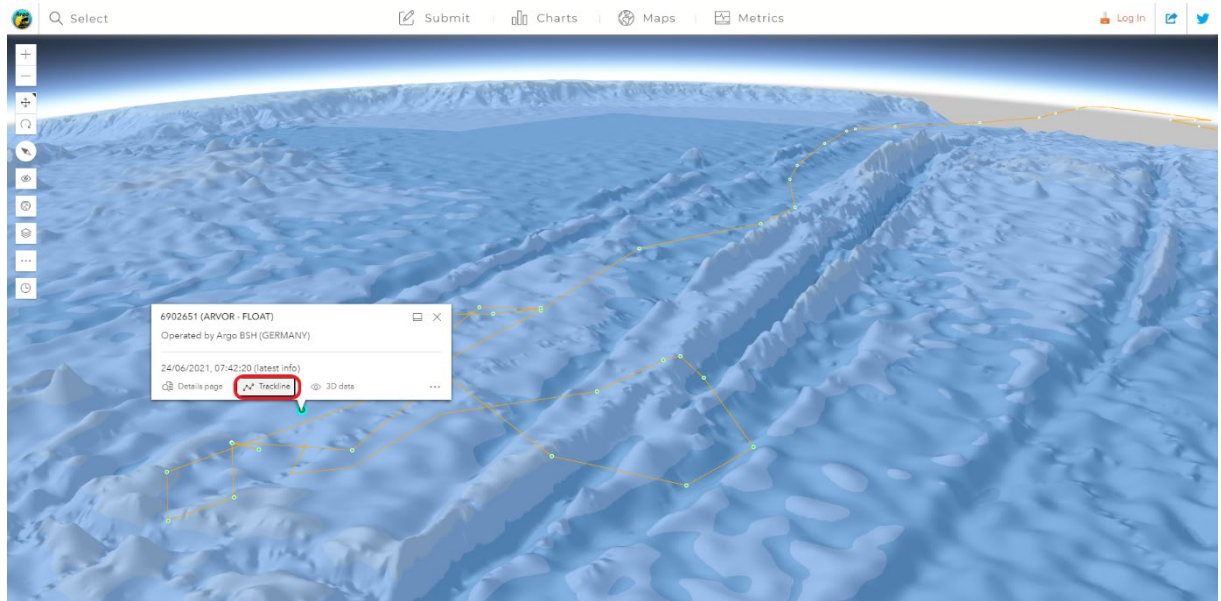 Argo
Select
Submit
Charts
Maps
Metrics
Log In
6902651 (ARVOR - FLOAT)
Operated by Argo BSH (GERMANY)
24/06/2021, 07:42:20 (latest info)
Details page
Trackline
3D data